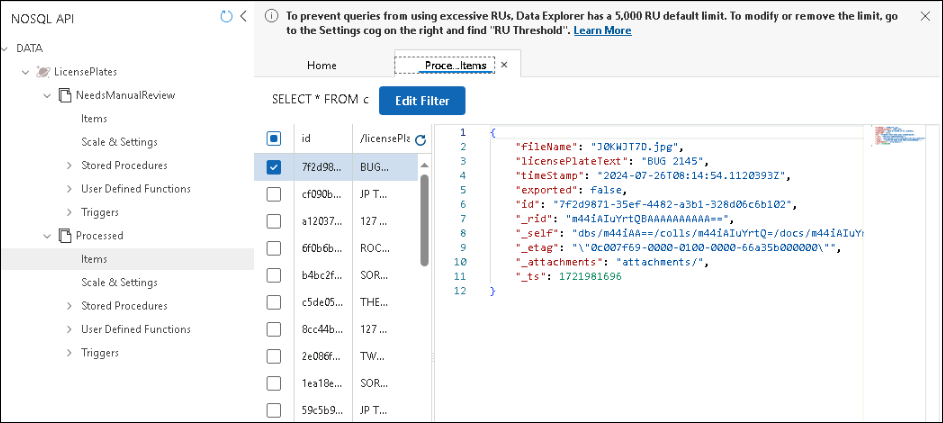 NOSQL API
To prevent queries from using excessive RUs, Data Explorer has a 5,000 RU default limit. To modify or remove the limit, go
to the Settings cog on the right and find "RU Threshold". Learn More
DATA
LicensePlates
NeedsManualReview
Items
Scale & Settings
Stored Procedures
User Defined Functions
Triggers
Processed
Items
Scale & Settings
Stored Procedures
User Defined Functions
Triggers
Home
Proce...Items
SELECT * FROM c
Edit Filter
id /licensePla
7f2d98... BUG...
cf090b... JP T...
a12037... 127 ...
6f0b6b... ROC...
b4bc2f... SOR...
c5de05... THE...
8cc44b... 127 ...
2e086f... TW...
1ea18e... SOR...
59c5b9... JP T...
1 {
2 "fileName": "J0KWJT7D.jpg",
3 "licensePlateText": "BUG 2145",
4 "timeStamp": "2024-07-26T08:14:54.1120393Z",
5 "exported": false,
6 "id": "7f2d9871-35ef-4482-a3b1-328d06c6b102",
7 "_rid": "m44iAIuYrtQBAAAAAAAAAA==",
8 "_self": "dbs/m44iAA==/colls/m44iAIuYrtQ=/docs/m44iAIuYr
9 "_etag": "\"0c007f69-0000-0100-0000-66a35b000000\"",
10 "_attachments": "attachments/",
11 "_ts": 1721981696
12 }